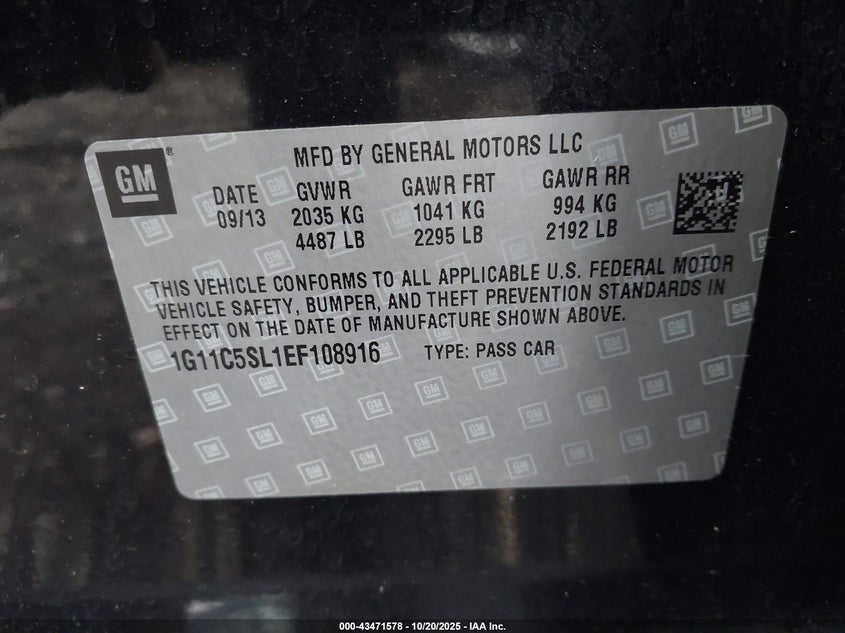 GM®
MFD BY GENERAL MOTORS LLC
DATE GVWR GAWR FRT GAWR RR
09/13 2035 KG 1041 KG 994 KG
4487 LB 2295 LB 2192 LB
THIS VEHICLE CONFORMS TO ALL APPLICABLE U.S. FEDERAL MOTOR
VEHICLE SAFETY, BUMPER, AND THEFT PREVENTION STANDARDS IN
EFFECT ON THE DATE OF MANUFACTURE SHOWN ABOVE.
1G11C5SL1EF108916 TYPE: PASS CAR
000-43471578 - 10/20/2025 - IAA Inc.